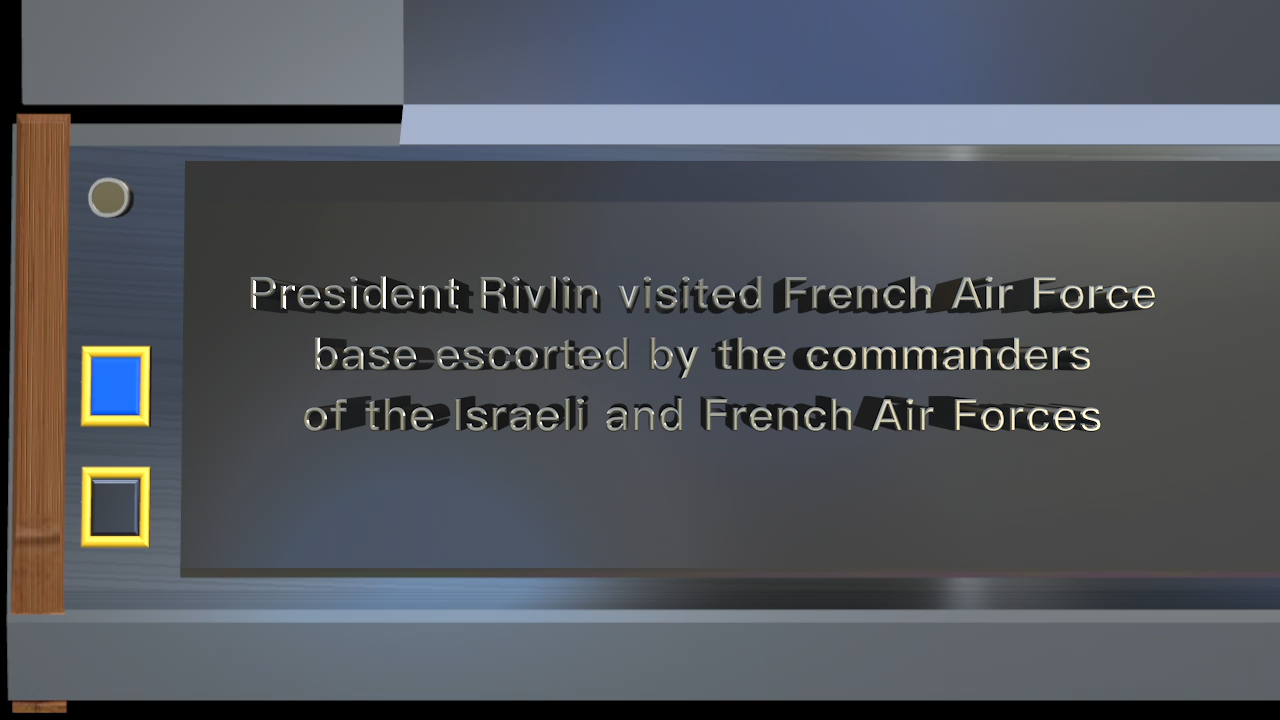 President Rivlin visited French Air Force
base escorted by the commanders
of the Israeli and French Air Forces